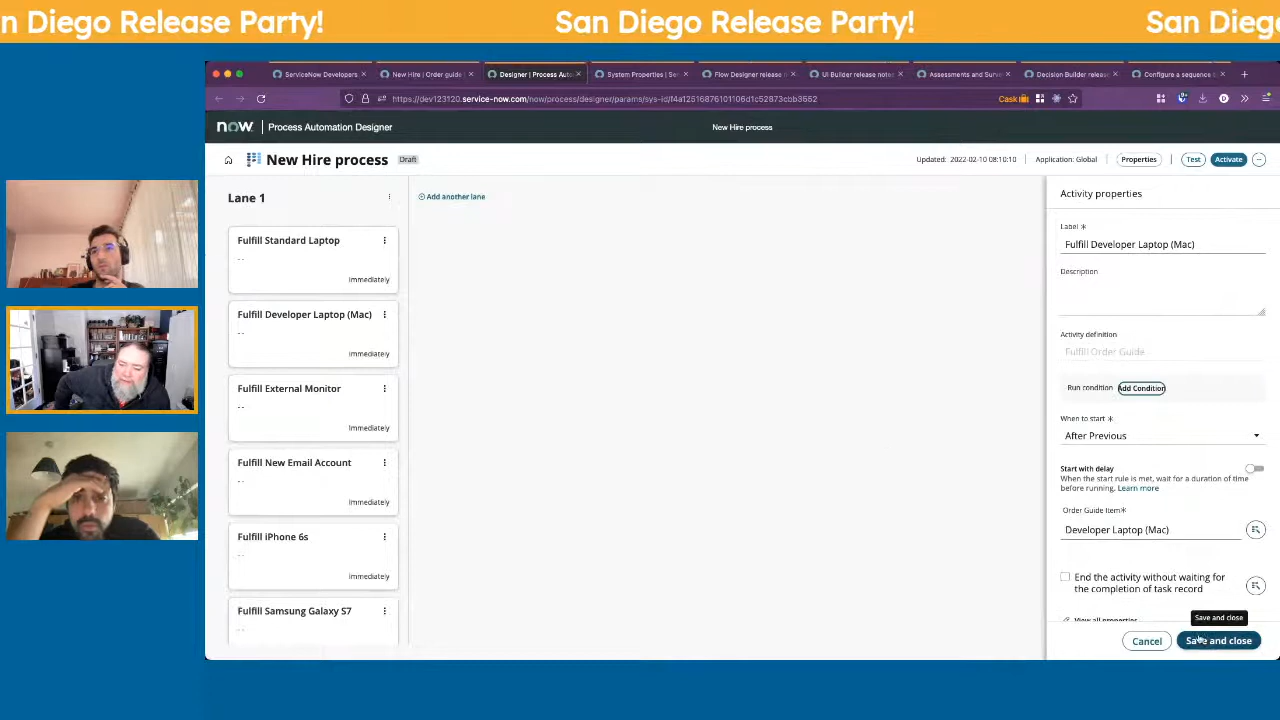 n Diego Release Party!
San Diego Release Party!
San Dieg
ServiceNow Developers
New Hire | Order guide
Designer | Process Auto
System Properties | Se
Flow Designer release n
UI Builder release note
Assessments and Surve
Decision Builder release
Configure a sequence
https://dev123120.service-now.com/now/process/designer/params/sys-id/f4a12516876101106d1c52873cbb3552
Cask
now
Process Automation Designer
New Hire process
New Hire process
Draft
Updated: 2022-02-10 08:10:10
Application: Global
Properties
Test
Activate
Lane 1
Add another lane
Fulfill Standard Laptop
--
Immediately
Fulfill Developer Laptop (Mac)
--
Immediately
Fulfill External Monitor
--
Immediately
Fulfill New Email Account
--
Immediately
Fulfill iPhone 6s
--
Immediately
Fulfill Samsung Galaxy S7
--
Activity properties
Label *
Fulfill Developer Laptop (Mac)
Description
Activity definition
Fulfill Order Guide
Run condition
Add Condition
When to start *
After Previous
Start with delay
When the start rule is met, wait for a duration of time
before running. Learn more
Order Guide Item*
Developer Laptop (Mac)
End the activity without waiting for
the completion of task record
View all properties
Save and close
Cancel
Save and close